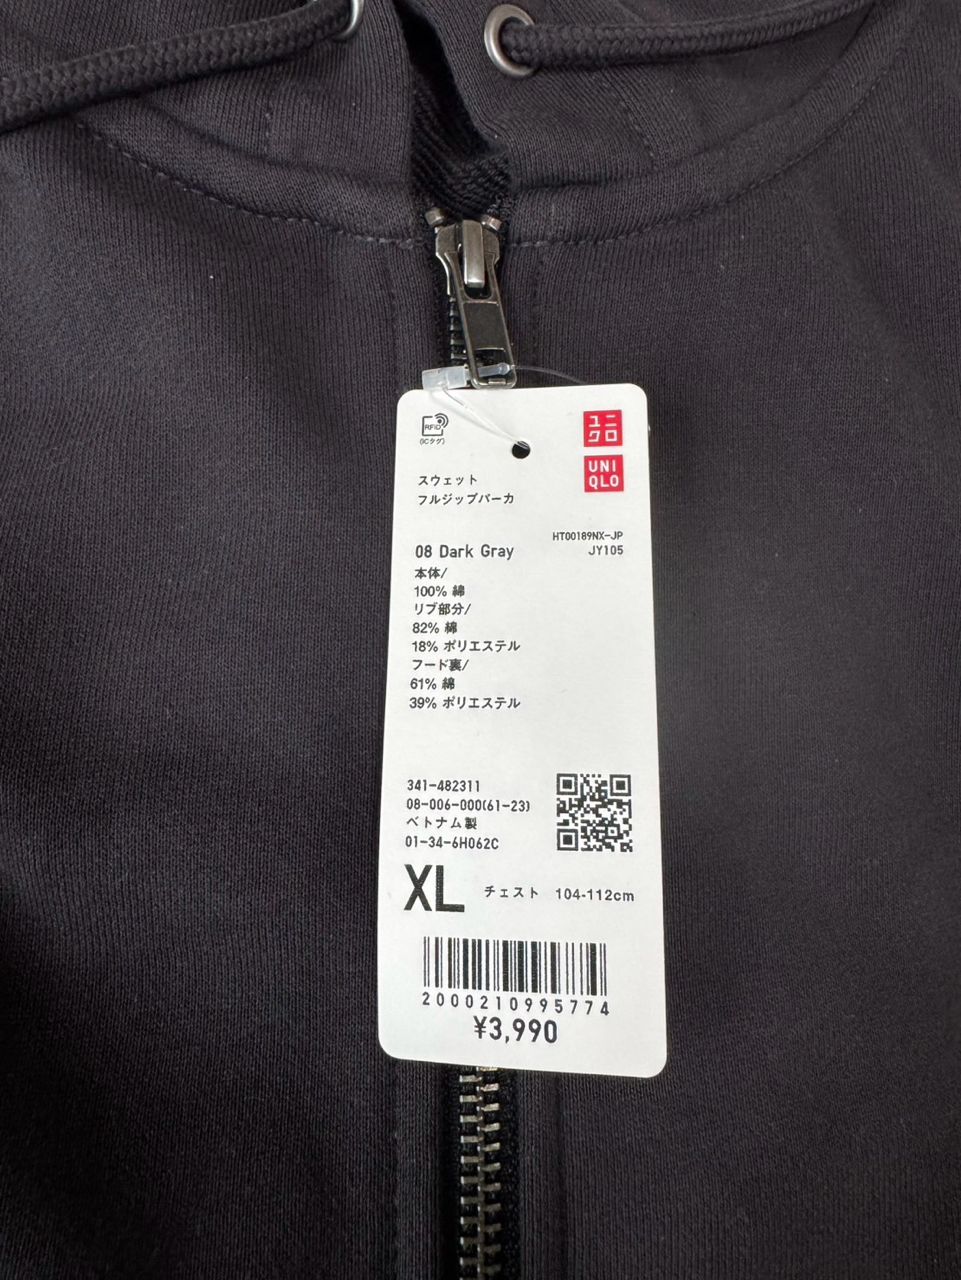 RFID
(ICタグ)
ユニ
クロ
UNI
QLO
スウェット
フルジップパーカ
HT00189NX-JP
08 Dark Gray
JY105
本体/
100% 綿
リブ部分/
82% 綿
18% ポリエステル
フード裏/
61% 綿
39% ポリエステル
341-482311
08-006-000(61-23)
ベトナム製
01-34-6H062C
XL チェスト 104-112cm
2000210995774
¥3,990